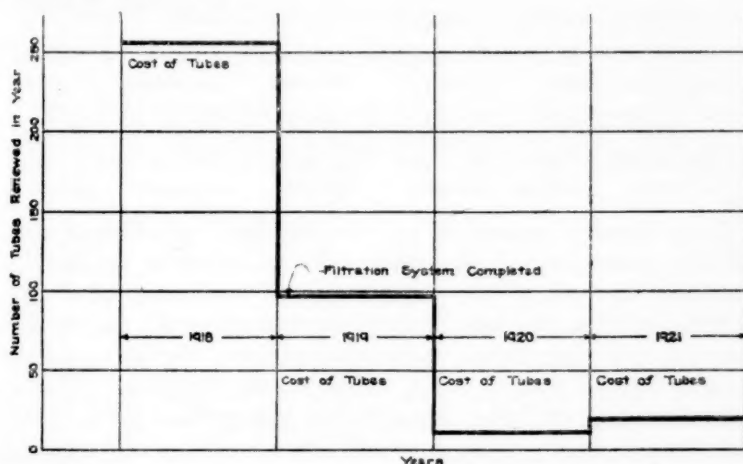 Number of Tubes Renewed in Year
250
200
150
100
50
0
Cost of Tubes
Filtration System Completed
1918
1919
1920
1921
Cost of Tubes
Cost of Tubes
Cost of Tubes
Years